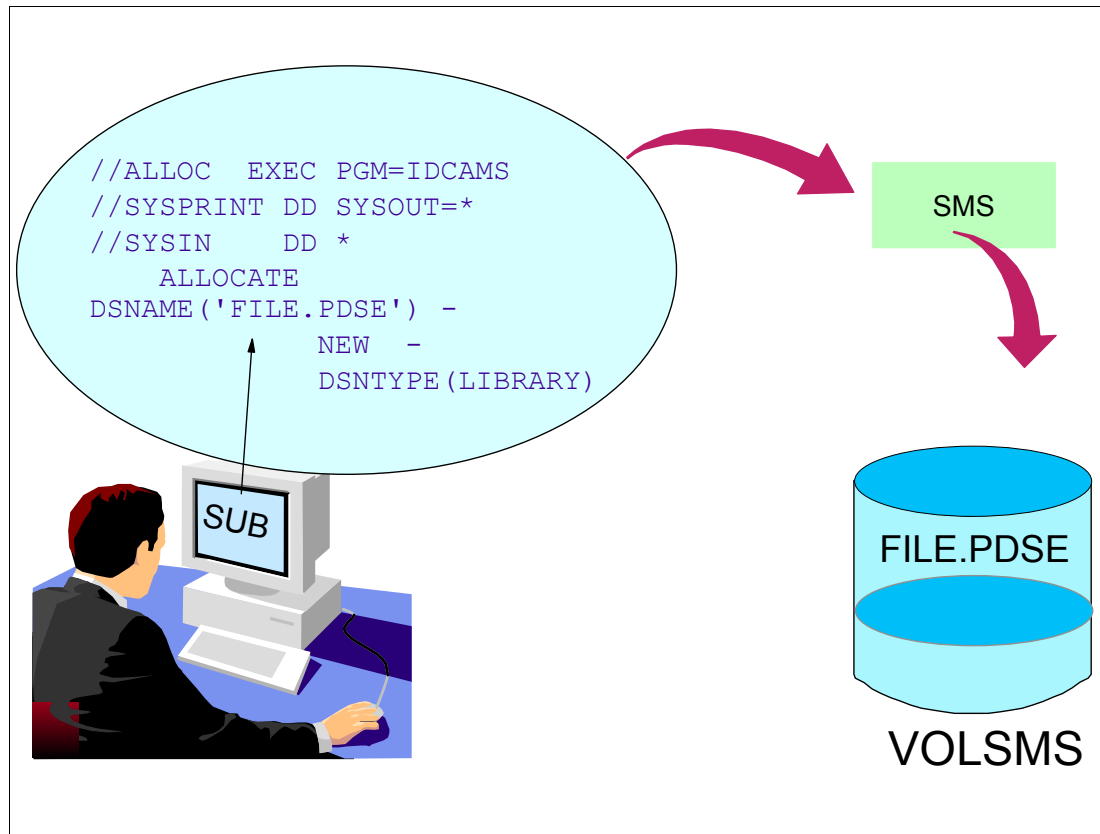 //ALLOC  EXEC PGM=IDCAMS
//SYSPRINT DD SYSOUT=*
//SYSIN    DD *
    ALLOCATE
DSNAME('FILE.PDSE') -
             NEW  -
             DSNTYPE(LIBRARY)
SUB
SMS
FILE.PDSE
VOLSMS